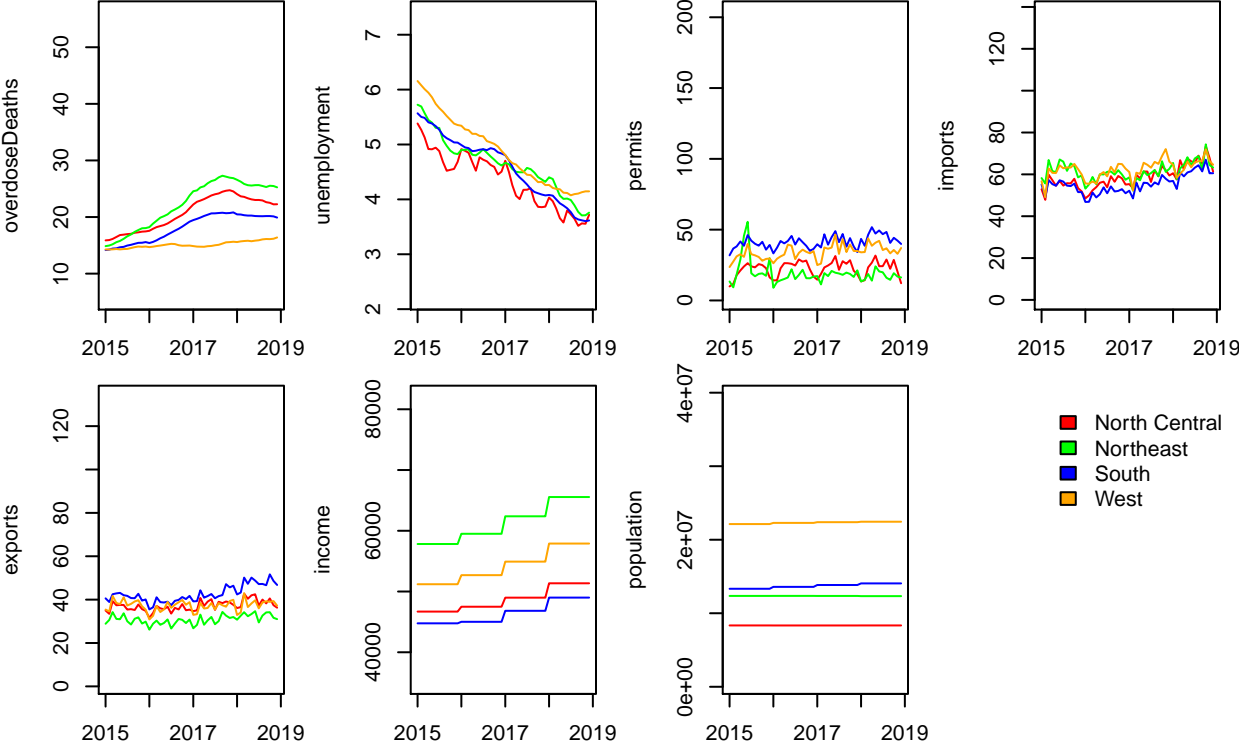 overdoseDeaths
10
20
30
40
50
2015 2017 2019
unemployment
2
3
4
5
6
7
2015 2017 2019
permits
0
50
100
150
200
2015 2017 2019
imports
0
20
40
60
80
120
2015 2017 2019
exports
0
20
40
60
80
120
2015 2017 2019
income
40000
60000
80000
2015 2017 2019
population
0e+00
2e+07
4e+07
2015 2017 2019
North Central
Northeast
South
West